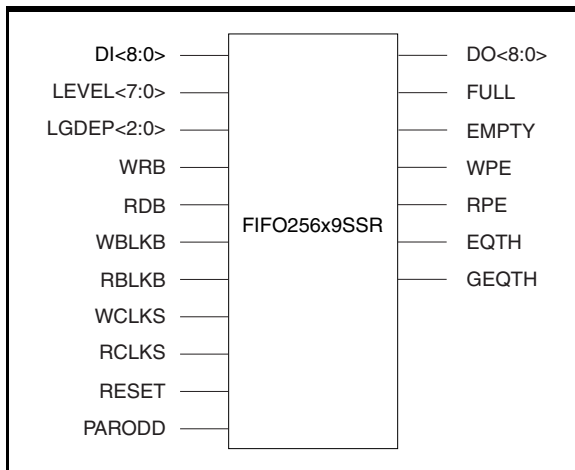 DI<8:0>
LEVEL<7:0>
LGDEP<2:0>
WRB
RDB
WBLKB
RBLKB
WCLKS
RCLKS
RESET
PARODD
FIFO256x9SSR
DO<8:0>
FULL
EMPTY
WPE
RPE
EQTH
GEQTH